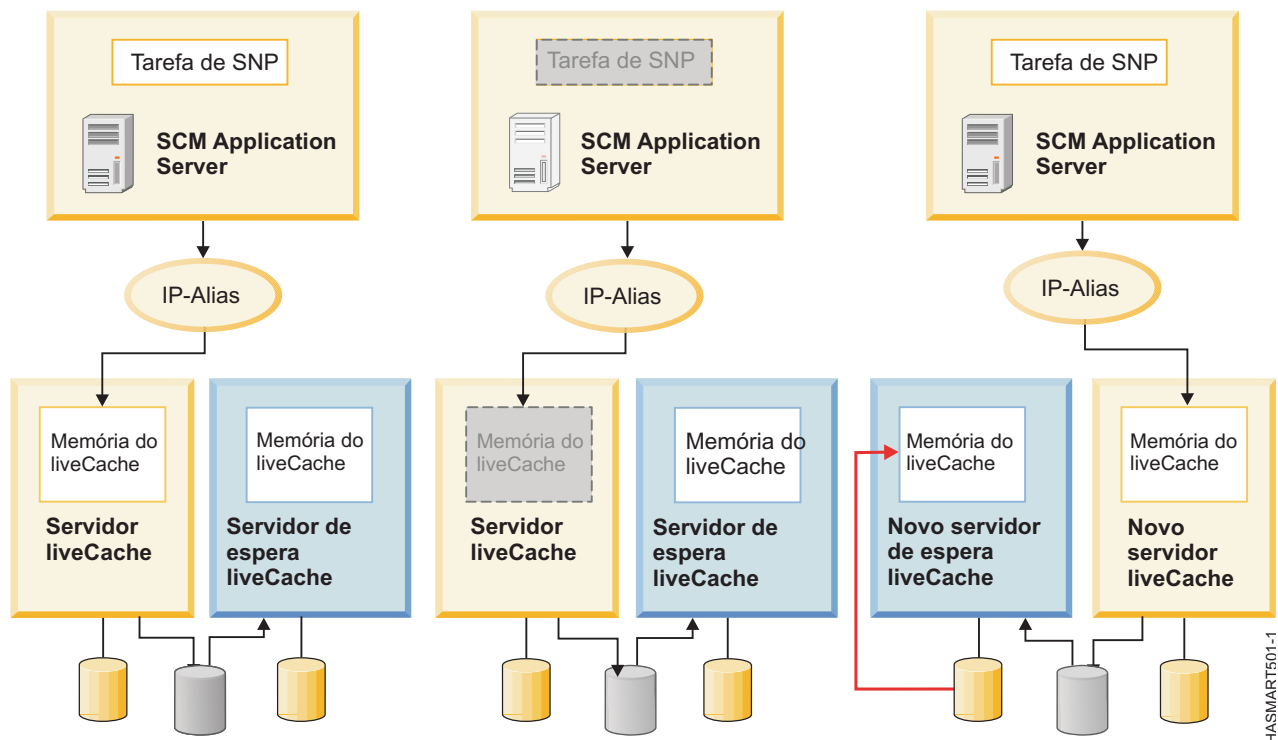 Tarefa de SNP
SCM Application
Server
IP-Alias
Memória do
liveCache
Servidor
liveCache
Memória do
liveCache
Servidor de
espera
liveCache
Tarefa de SNP
SCM Application
Server
IP-Alias
Memória do
liveCache
Servidor
liveCache
Memória do
liveCache
Servidor de
espera
liveCache
Tarefa de SNP
SCM Application
Server
IP-Alias
Memória do
liveCache
Novo servidor
de espera
liveCache
Memória do
liveCache
Novo
servidor
liveCache
HASMART501-1